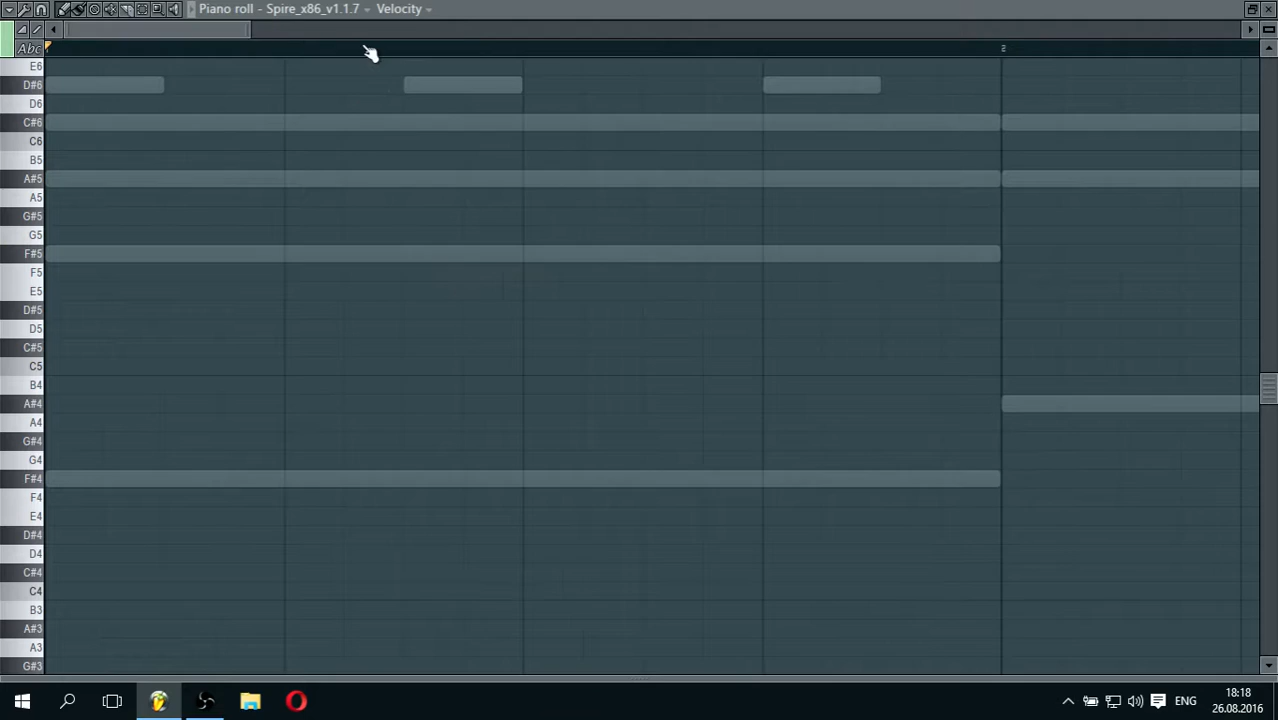 Piano roll - Spire_x86_v1.1.7 Velocity
Abc
2
E6
D#6
D6
C#6
C6
B5
A#5
A5
G#5
G5
F#5
F5
E5
D#5
D5
C#5
C5
B4
A#4
A4
G#4
G4
F#4
F4
E4
D#4
D4
C#4
C4
B3
A#3
A3
G#3
ENG
18:18
26.08.2016